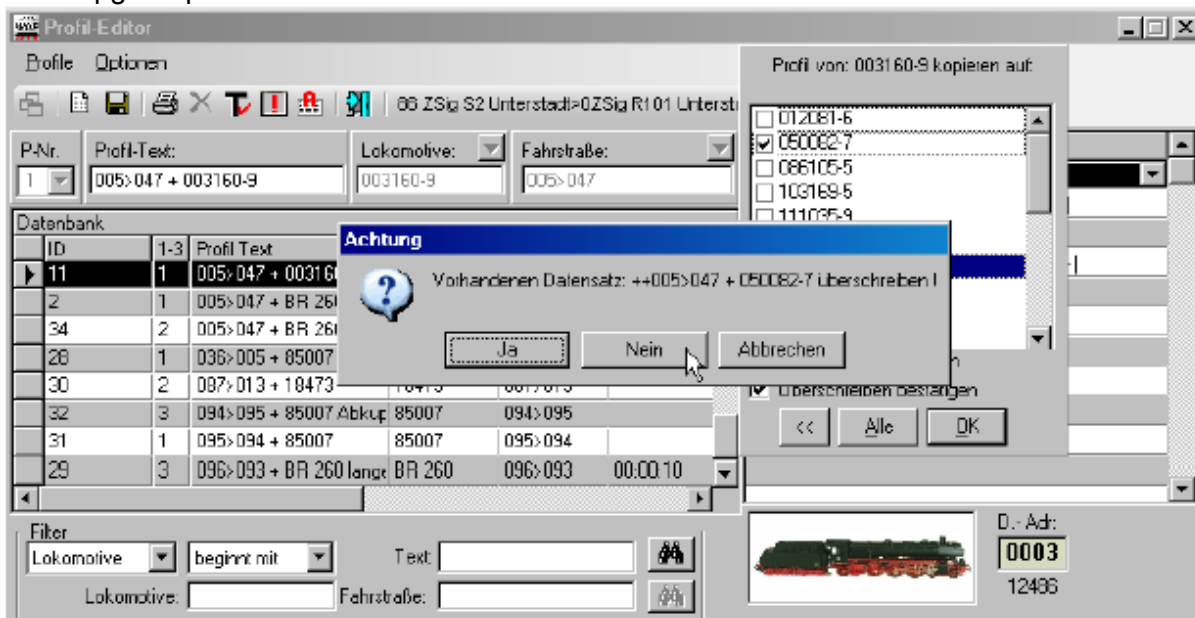 Profil-Editor
Profile Optionen
86 ZSig S2 Unterstadt>0ZSig R101 Unterst
P-Nr. Profil-Text: Lokomotive: Fahrstraße:
1 005>047 + 003160-9 003160-9 005>047
Datenbank
ID 1-3 Profil Text
11 1 005>047 + 00316
2 1 005>047 + BR 26
34 2 005>047 + BR 26
28 1 036>005 + 85007
30 2 087>013 + 18473
32 3 094>095 + 85007 Abkup 85007 094>095
31 1 095>094 + 85007 85007 095>094
29 3 096>093 + BR 260 lange BR 260 096>093 00:00:10
Profil von: 003160-9 kopieren auf:
012081-6
050082-7
086105-5
103169-5
111035-9
Achtung
Vorhandenen Datensatz: ++005>047 + 050082-7 überschreiben !
Ja Nein Abbrechen
Überschreiben bestätigen
<< Alle OK
Filter
Lokomotive beginnt mit Text:
Lokomotive: Fahrstraße:
D.- Adr:
0003
12486